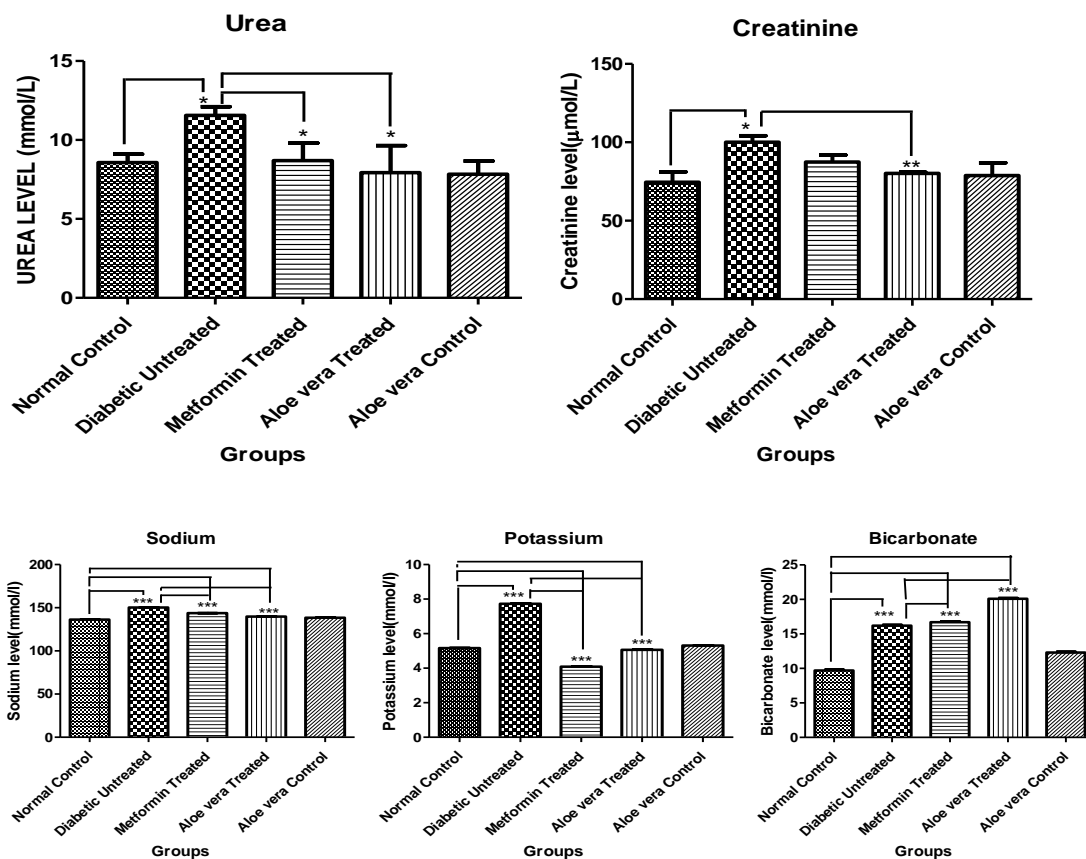 Urea
UREA LEVEL (mmol/L)
15
10
5
0
*
*
*
Normal Control
Diabetic Untreated
Metformin Treated
Aloe vera Treated
Aloe vera Control
Groups
Creatinine
Creatinine level(μmol/L)
150
100
50
0
*
**
Normal Control
Diabetic Untreated
Metformin Treated
Aloe vera Treated
Aloe vera Control
Groups
Sodium
Sodium level(mmol/l)
200
150
100
50
0
***
***
***
Normal Control
Diabetic Untreated
Metformin Treated
Aloe vera Treated
Aloe vera Control
Groups
Potassium
Potassium level(mmol/l)
10
8
6
4
2
0
***
***
***
Normal Control
Diabetic Untreated
Metformin Treated
Aloe vera Treated
Aloe vera Control
Groups
Bicarbonate
Bicarbonate level(mmol/l)
25
20
15
10
5
0
***
***
***
Normal Control
Diabetic Untreated
Metformin Treated
Aloe vera Treated
Aloe vera Control
Groups